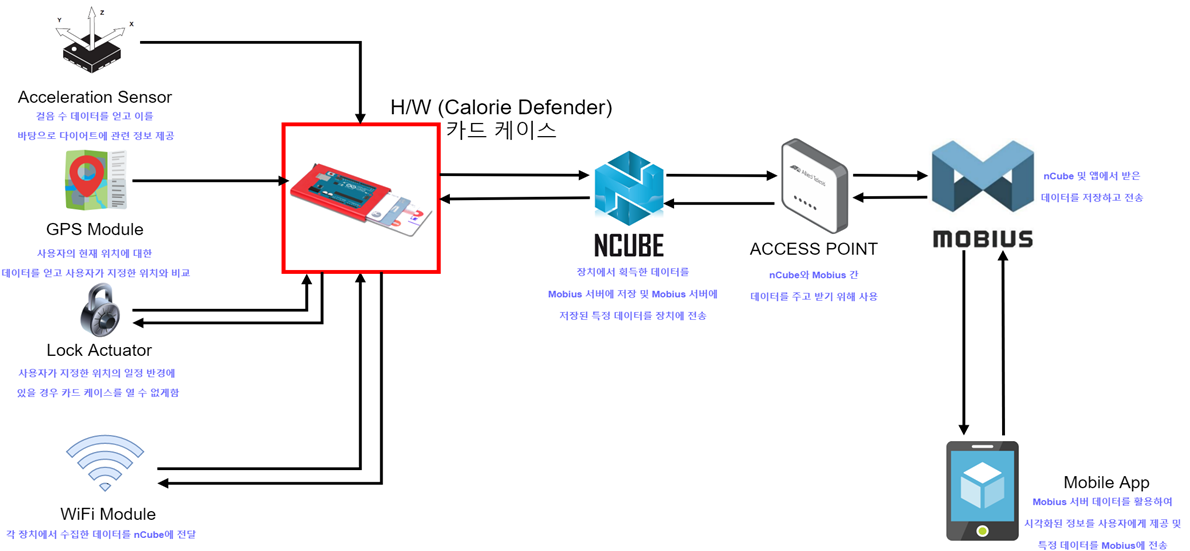 Z
Y
X
Acceleration Sensor
걸음 수 데이터를 얻고 이를
바탕으로 다이어트에 관련 정보 제공
GPS Module
사용자의 현재 위치에 대한
데이터를 얻고 사용자가 지정한 위치와 비교
Lock Actuator
사용자가 지정한 위치의 일정 반경에
있을 경우 카드 케이스를 열 수 없게함
WiFi Module
각 장치에서 수집한 데이터를 nCube에 전달
H/W (Calorie Defender)
카드 케이스
NCUBE
장치에서 획득한 데이터를
Mobius 서버에 저장 및 Mobius 서버에
저장된 특정 데이터를 장치에 전송
ACCESS POINT
nCube와 Mobius 간
데이터를 주고 받기 위해 사용
MOBIUS
nCube 및 앱에서 받은
데이터를 저장하고 전송
Mobile App
Mobius 서버 데이터를 활용하여
시각화된 정보를 사용자에게 제공 및
특정 데이터를 Mobius에 전송